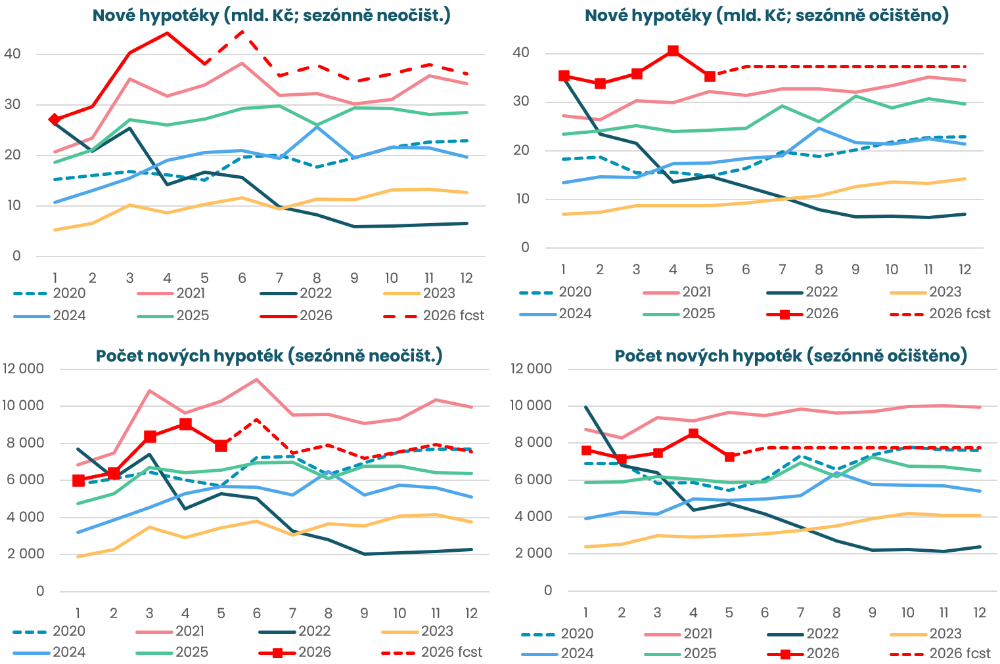 Nové hypotéky (mld. Kč; sezónně neočišt.)
40
30
20
10
0
1 2 3 4 5 6 7 8 9 10 11 12
2020 2021 2022 2023
2024 2025 2026 2026 fcst
Nové hypotéky (mld. Kč; sezónně očištěno)
40
30
20
10
0
1 2 3 4 5 6 7 8 9 10 11 12
2020 2021 2022 2023
2024 2025 2026 2026 fcst
Počet nových hypoték (sezónně neočišt.)
12 000
10 000
8 000
6 000
4 000
2 000
0
1 2 3 4 5 6 7 8 9 10 11 12
2020 2021 2022 2023
2024 2025 2026 2026 fcst
Počet nových hypoték (sezónně očištěno)
12 000
10 000
8 000
6 000
4 000
2 000
0
1 2 3 4 5 6 7 8 9 10 11 12
2020 2021 2022 2023
2024 2025 2026 2026 fcst